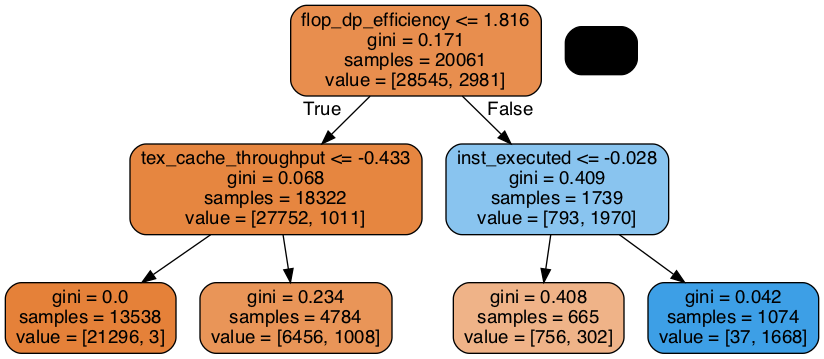 flop_dp_efficiency <= 1.816
gini = 0.171
samples = 20061
value = [28545, 2981]
True
False
tex_cache_throughput <= -0.433
gini = 0.068
samples = 18322
value = [27752, 1011]
inst_executed <= -0.028
gini = 0.409
samples = 1739
value = [793, 1970]
gini = 0.0
samples = 13538
value = [21296, 3]
gini = 0.234
samples = 4784
value = [6456, 1008]
gini = 0.408
samples = 665
value = [756, 302]
gini = 0.042
samples = 1074
value = [37, 1668]